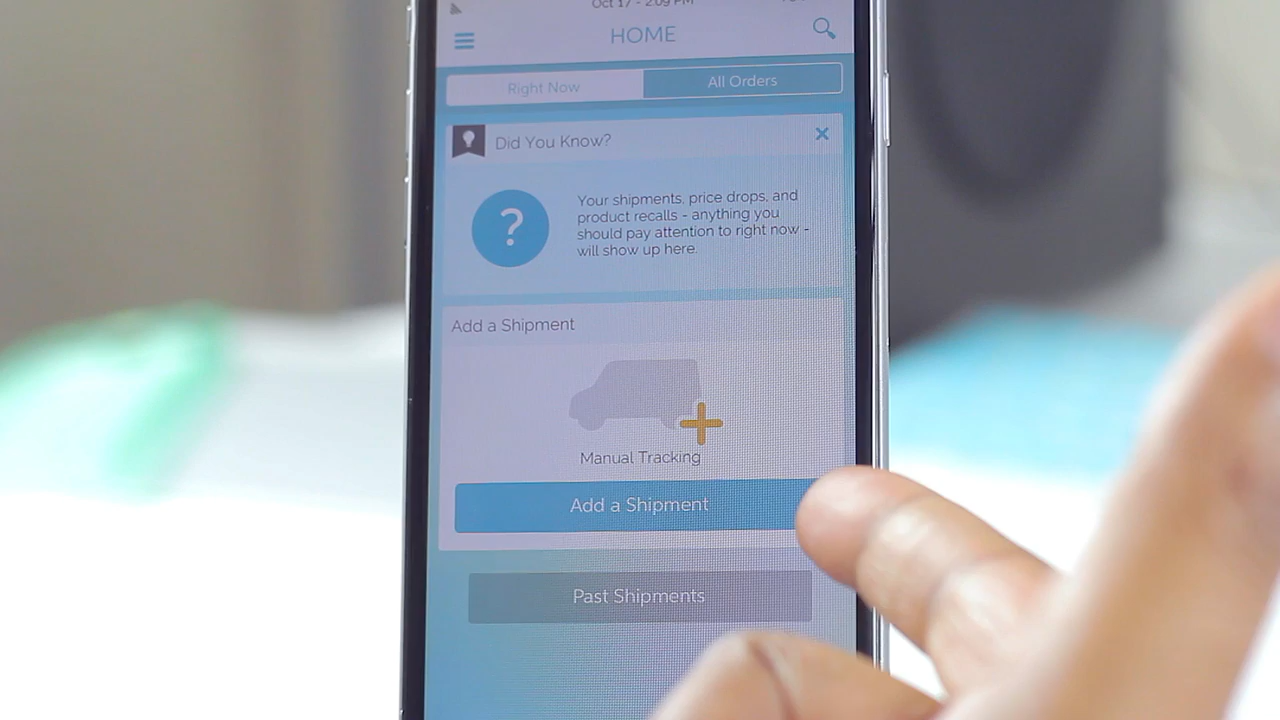 Oct 17 - 2:09 PM
HOME
Right Now
All Orders
Did You Know?
?
Your shipments, price drops, and
product recalls - anything you
should pay attention to right now -
will show up here.
Add a Shipment
Manual Tracking
Add a Shipment
Past Shipments